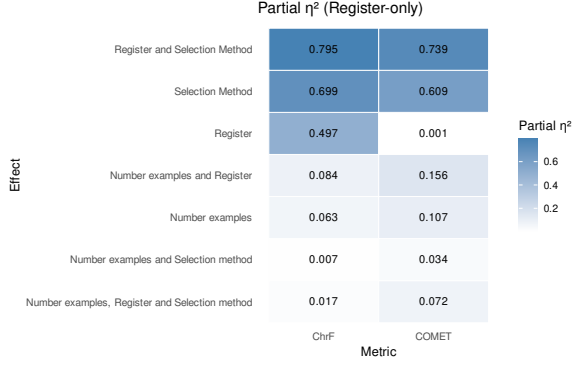 Partial η² (Register-only)
Register and Selection Method 0.795 0.739
Selection Method 0.699 0.609
Register 0.497 0.001
Number examples and Register 0.084 0.156
Number examples 0.063 0.107
Number examples and Selection method 0.007 0.034
Number examples, Register and Selection method 0.017 0.072
Effect
ChrF COMET
Metric
Partial η²
0.6
0.4
0.2